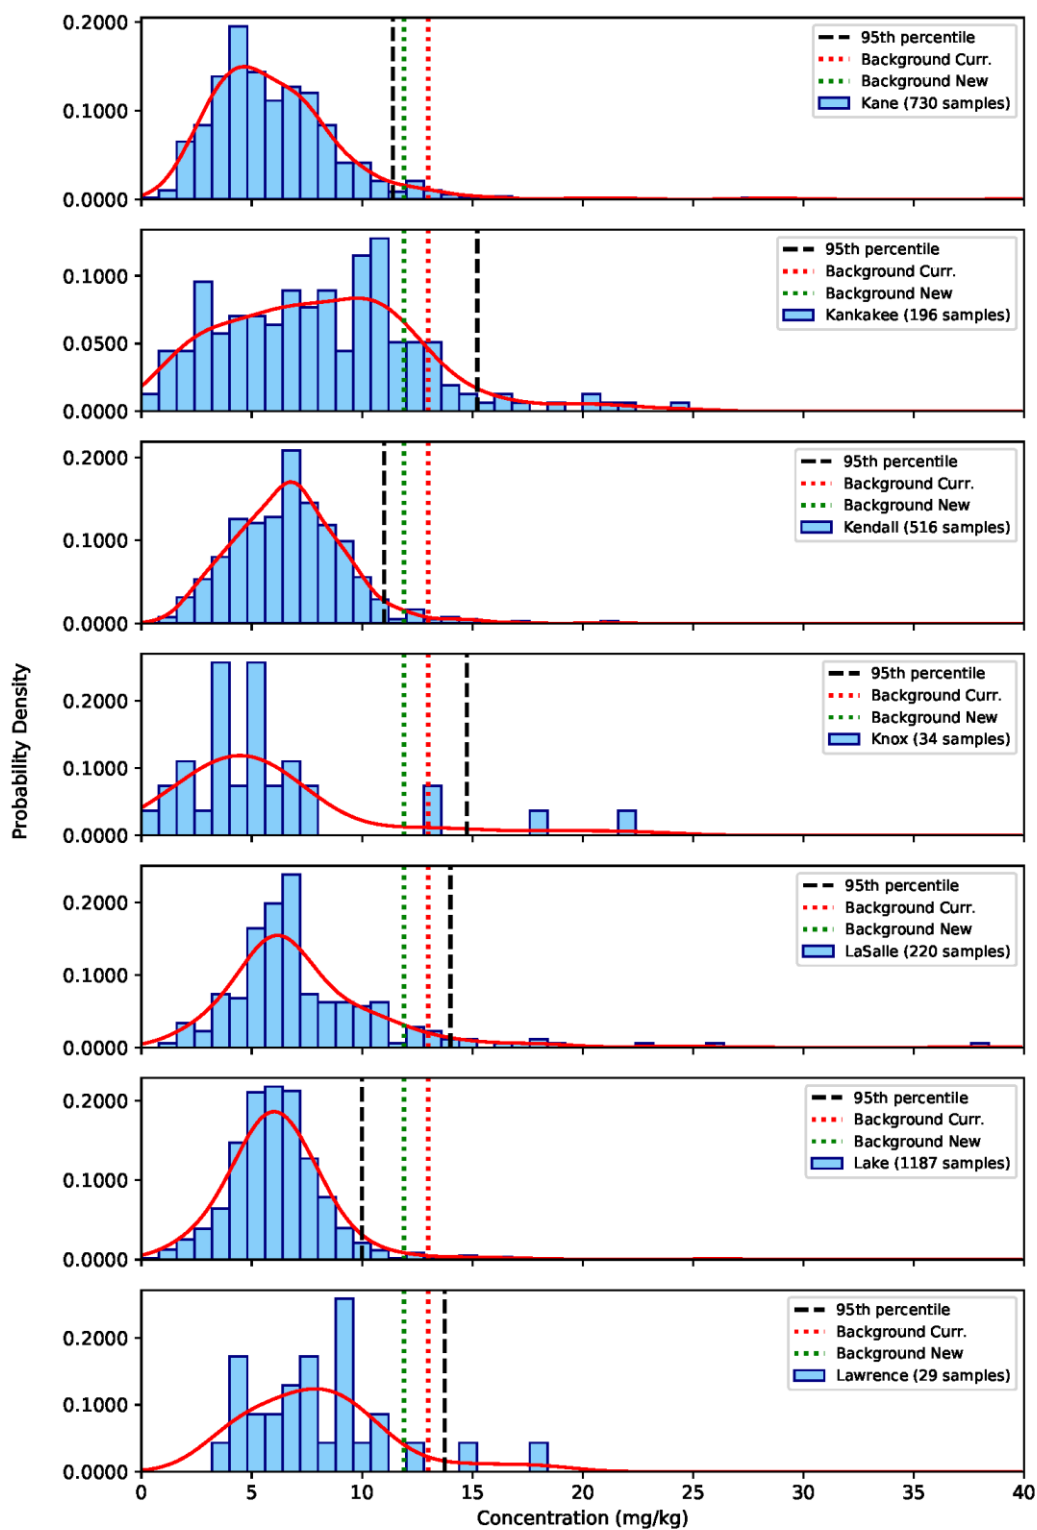 0.2000
0.1000
0.0000
95th percentile
Background Curr.
Background New
Kane (730 samples)
0.1000
0.0500
0.0000
95th percentile
Background Curr.
Background New
Kankakee (196 samples)
0.2000
0.1000
0.0000
95th percentile
Background Curr.
Background New
Kendall (516 samples)
Probability Density
0.2000
0.1000
0.0000
95th percentile
Background Curr.
Background New
Knox (34 samples)
0.2000
0.1000
0.0000
95th percentile
Background Curr.
Background New
LaSalle (220 samples)
0.2000
0.1000
0.0000
95th percentile
Background Curr.
Background New
Lake (1187 samples)
0.2000
0.1000
0.0000
95th percentile
Background Curr.
Background New
Lawrence (29 samples)
0 5 10 15 20 25 30 35 40
Concentration (mg/kg)